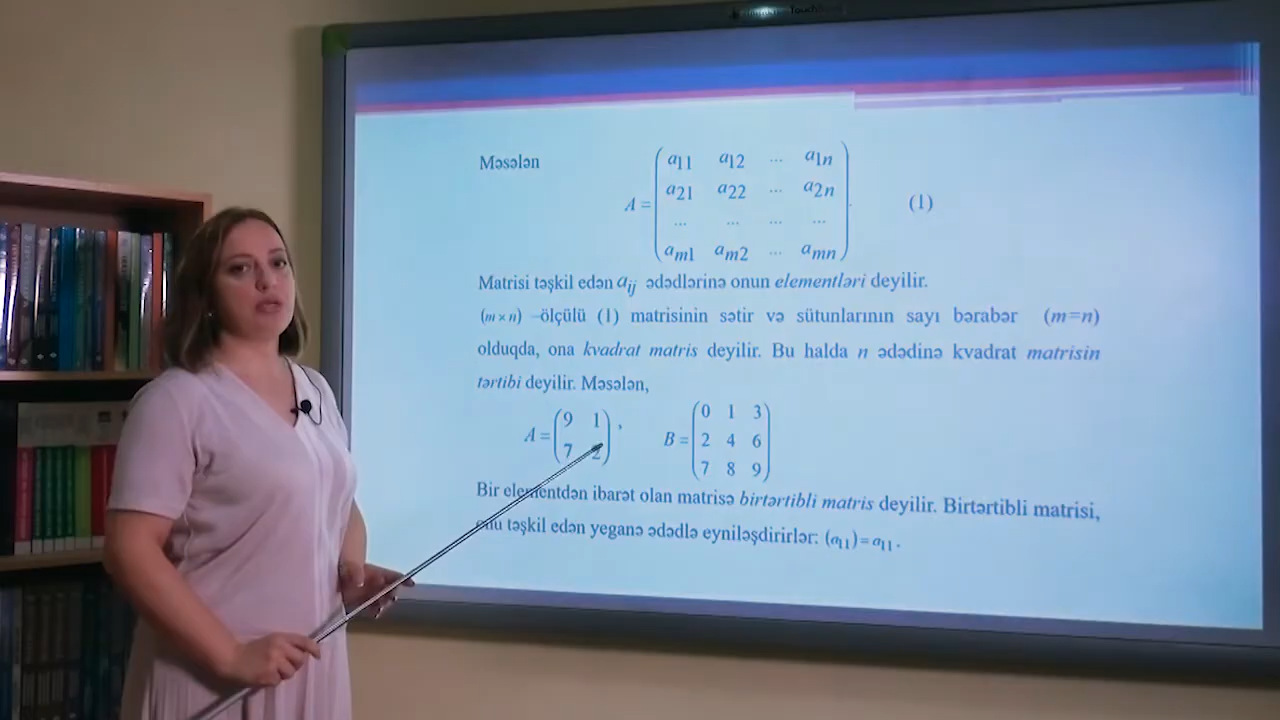 Məsələn
A = ( a11 a12 ... a1n
a21 a22 ... a2n
... ... ... ...
am1 am2 ... amn ). (1)
Matrisi təşkil edən aij ədədlərinə onun elementləri deyilir.
(m×n) –ölçülü (1) matrisinin sətir və sütunlarının sayı bərabər (m=n)
olduqda, ona kvadrat matris deyilir. Bu halda n ədədinə kvadrat matrisin
tərtibi deyilir. Məsələn,
A = ( 9 1
7 2 ), B = ( 0 1 3
2 4 6
7 8 9 )
Bir elementdən ibarət olan matrisə birtərtibli matris deyilir. Birtərtibli matrisi,
onu təşkil edən yeganə ədədlə eyniləşdirirlər: (a11)=a11.